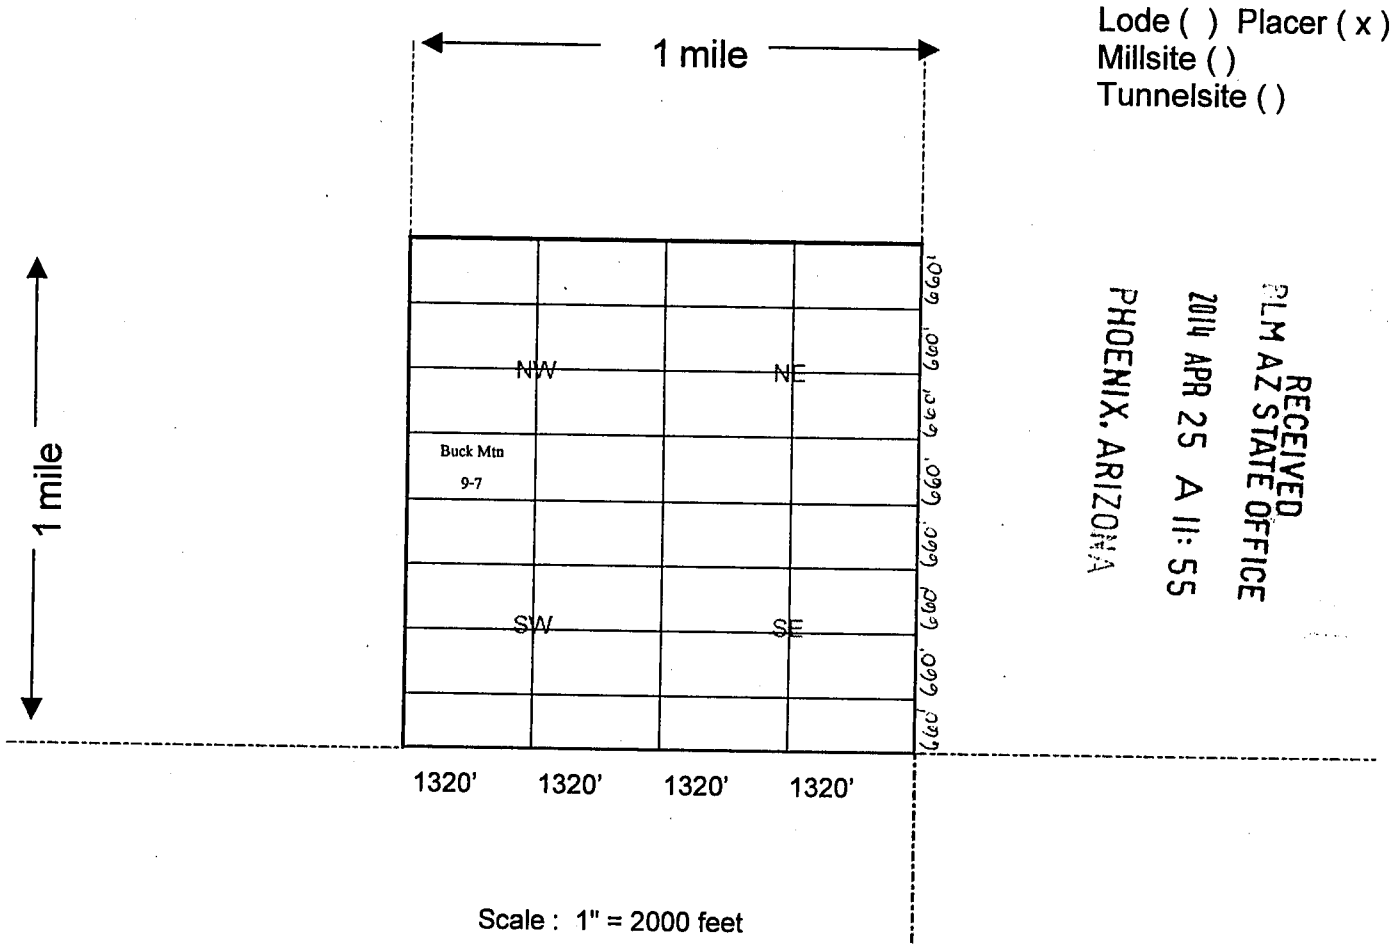 Lode ( ) Placer ( x )
Millsite ( )
Tunnelsite ( )
1 mile
1 mile
NW
NE
Buck Mtn
9-7
SW
SE
660'
660'
660'
660'
660'
660'
660'
660'
1320' 1320' 1320' 1320'
Scale : 1" = 2000 feet
RECEIVED
BLM AZ STATE OFFICE
2014 APR 25 A 11: 55
PHOENIX, ARIZONA